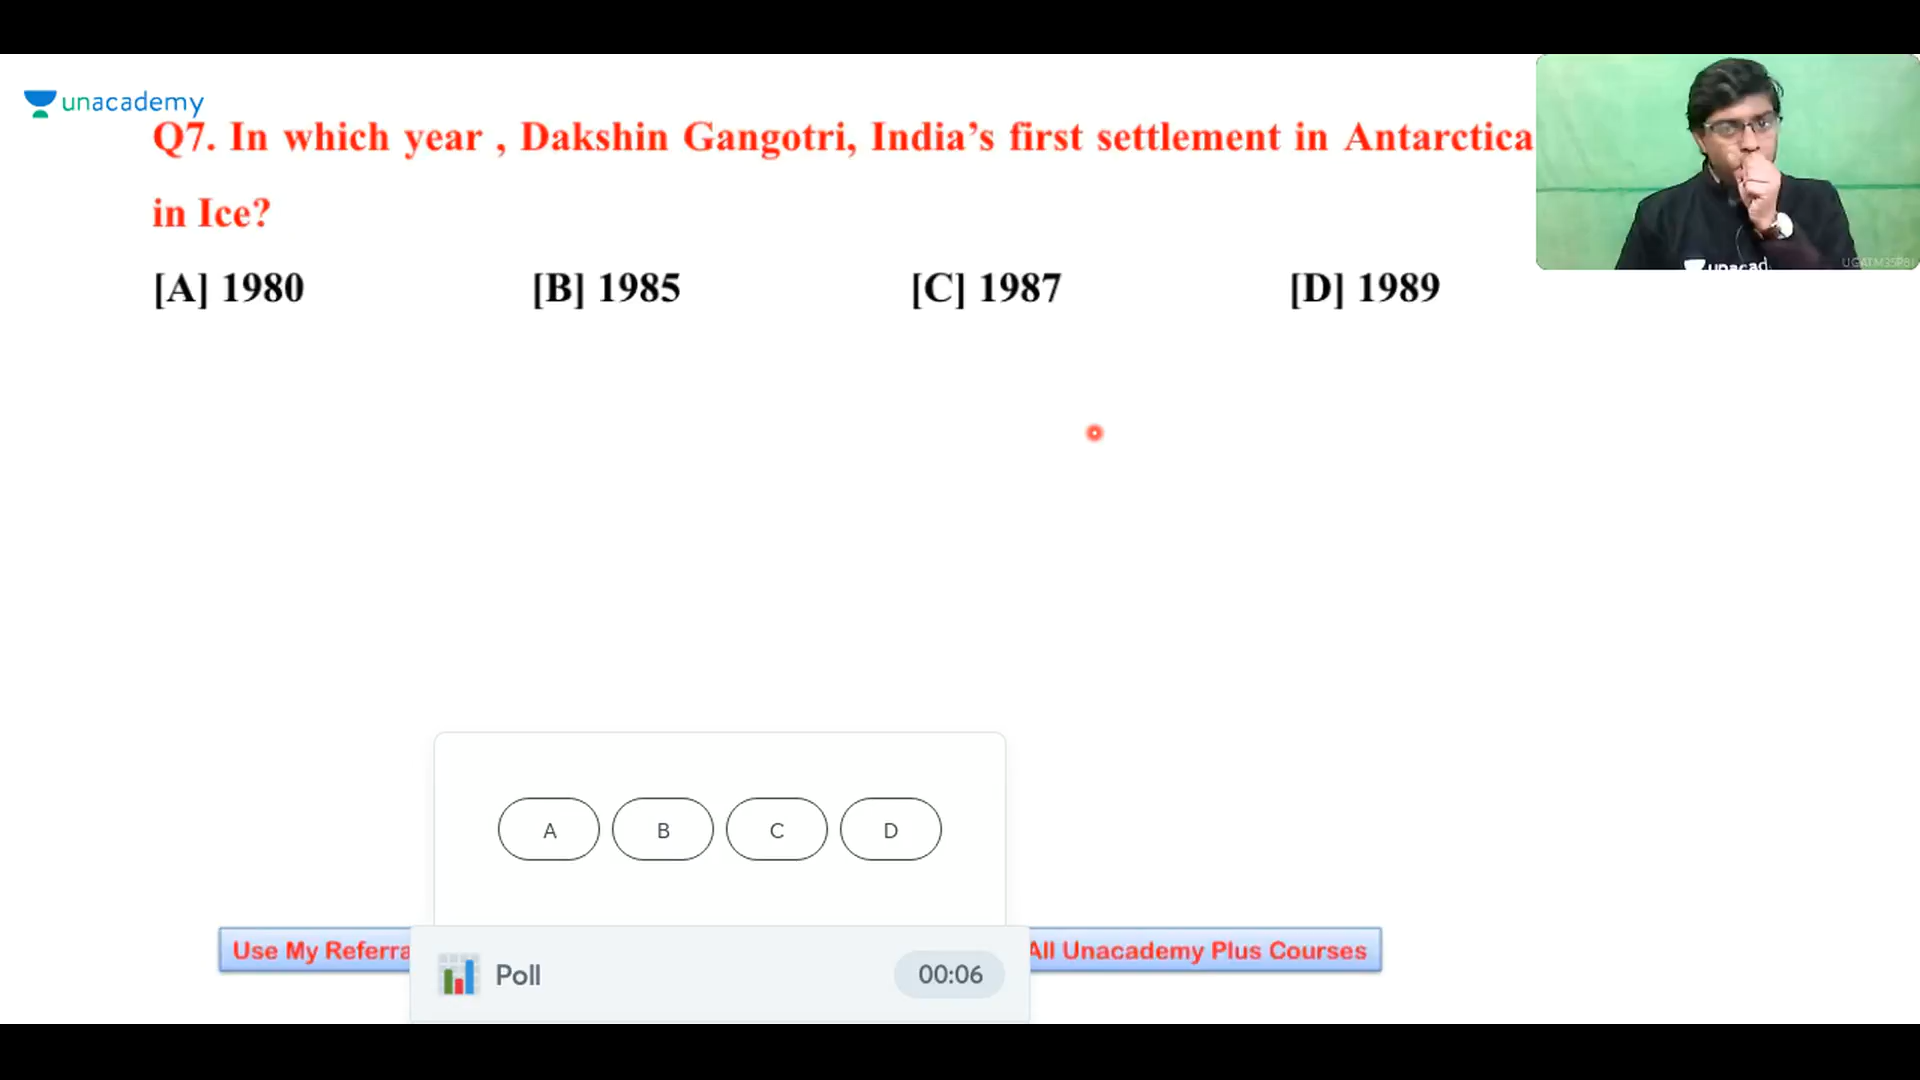 unacademy
Q7. In which year , Dakshin Gangotri, India’s first settlement in Antarctica
in Ice?
[A] 1980 [B] 1985 [C] 1987 [D] 1989
A B C D
Use My Referra All Unacademy Plus Courses
Poll 00:06